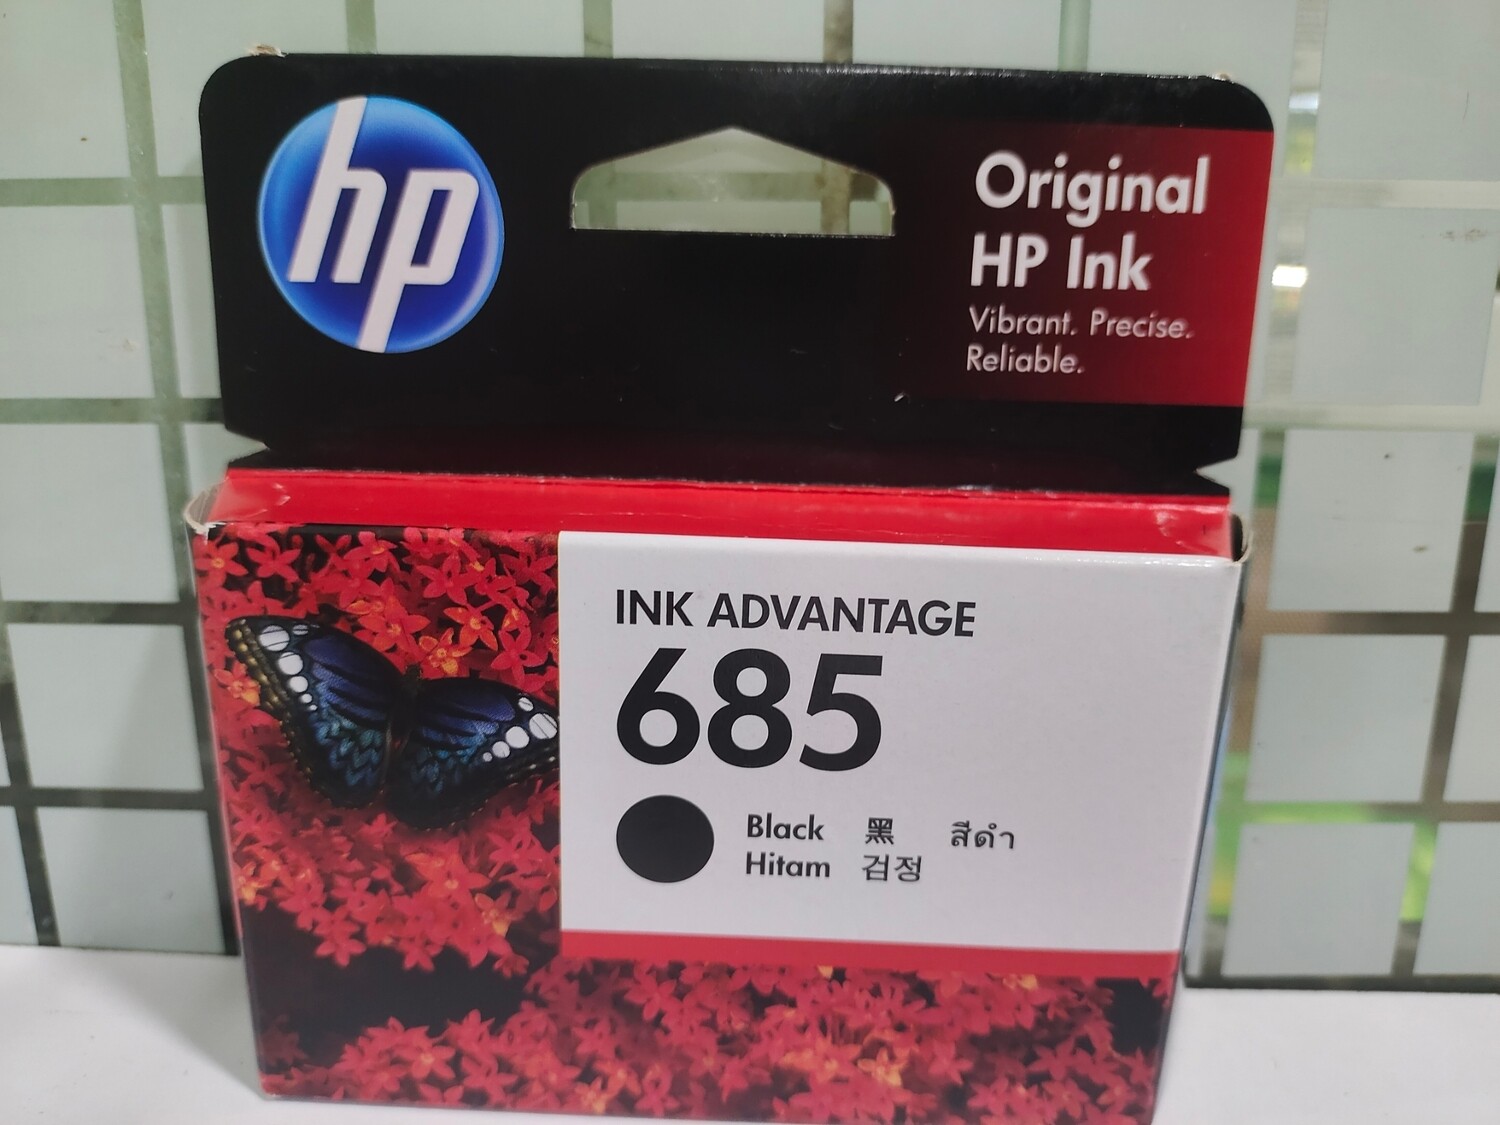 hp
Original
HP Ink
Vibrant. Precise.
Reliable.
INK ADVANTAGE
685
Black 黑 สีดำ
Hitam 검정